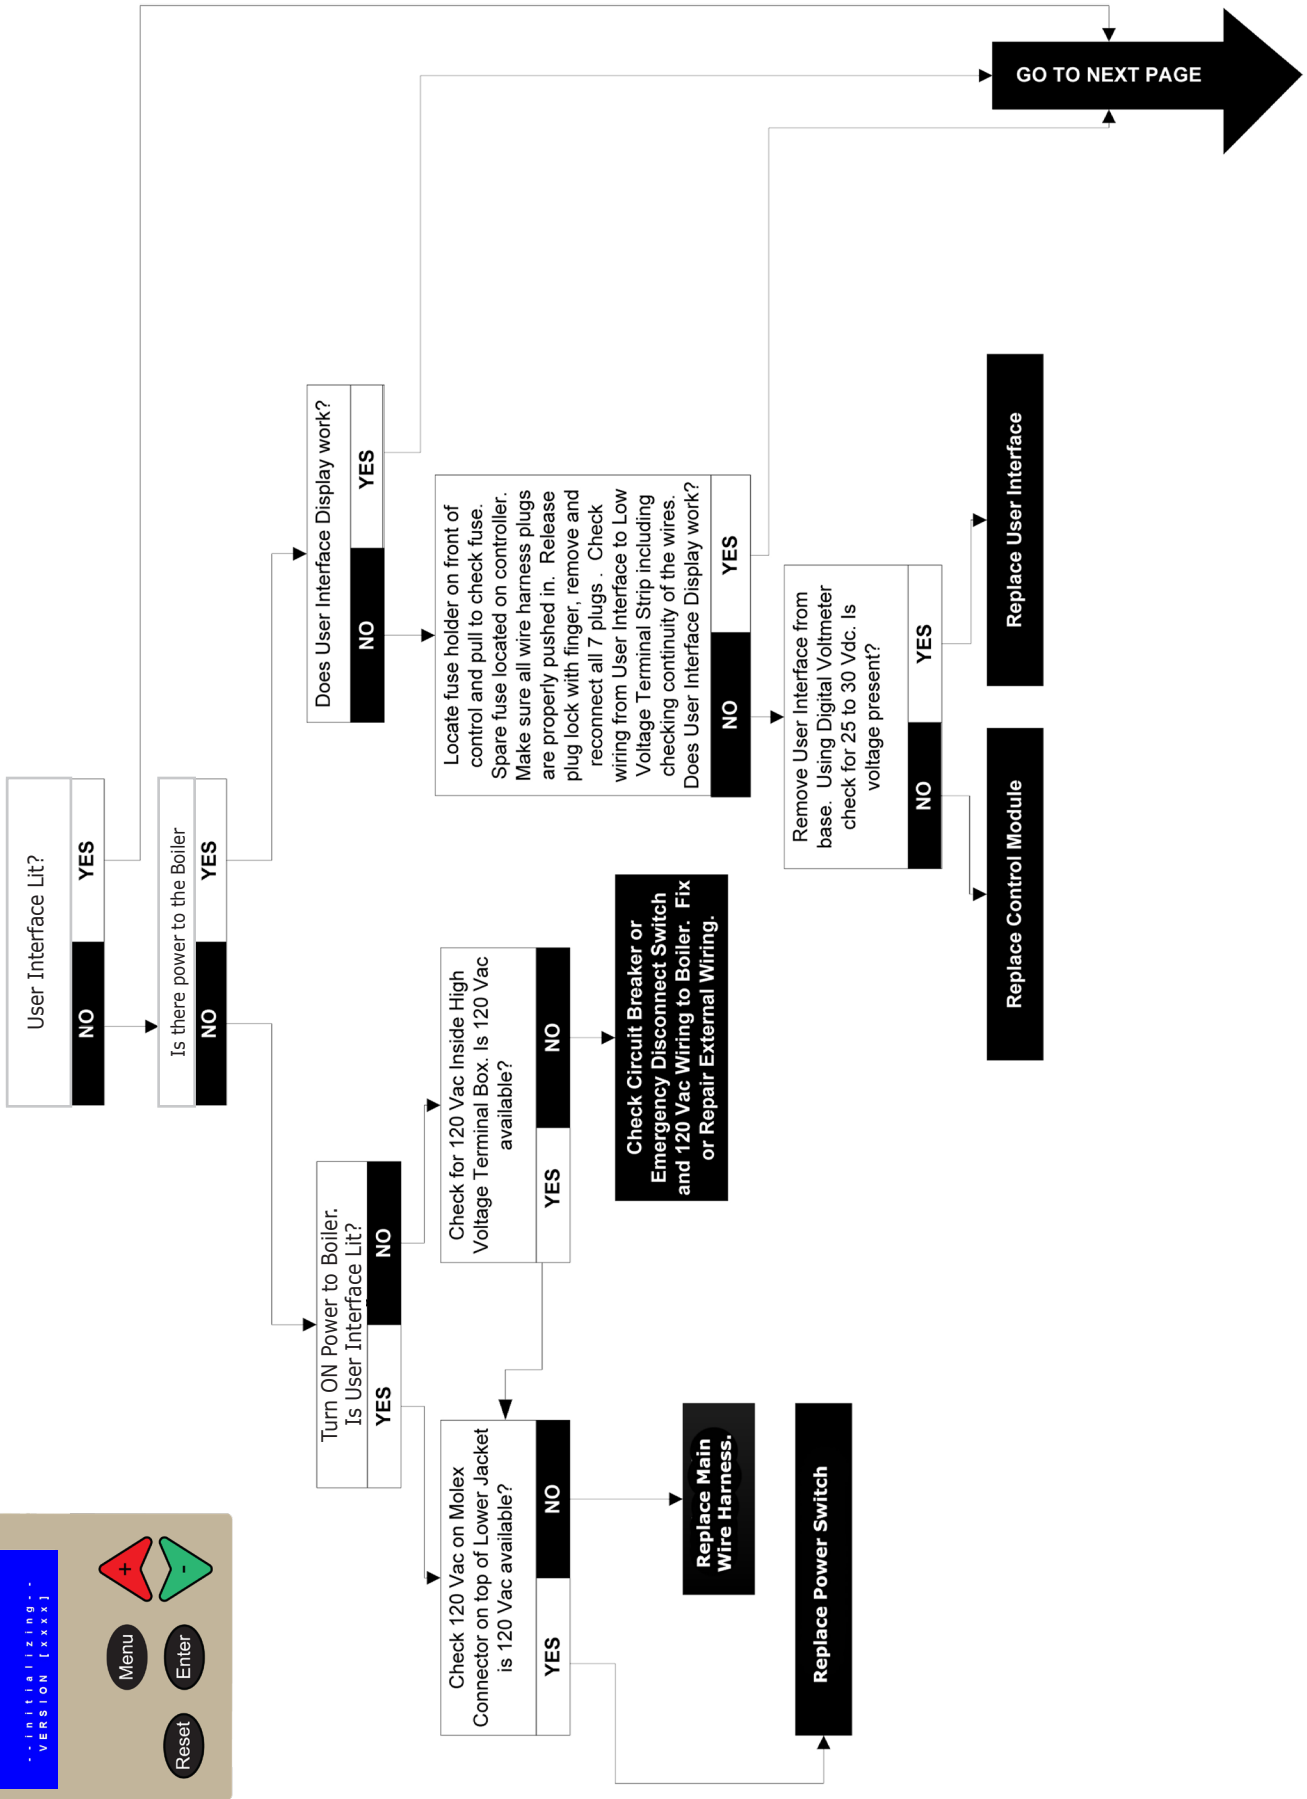 --initializing--
VERSION [xxxx]
Menu
Reset
Enter
+
-
User Interface Lit?
NO
YES
Is there power to the Boiler
NO
YES
Turn ON Power to Boiler.
Is User Interface Lit?
YES
NO
Does User Interface Display work?
NO
YES
Check 120 Vac on Molex
Connector on top of Lower Jacket
is 120 Vac available?
YES
NO
Check for 120 Vac Inside High
Voltage Terminal Box. Is 120 Vac
available?
YES
NO
Locate fuse holder on front of
control and pull to check fuse.
Spare fuse located on controller.
Make sure all wire harness plugs
are properly pushed in.  Release
plug lock with finger, remove and
reconnect all 7 plugs .  Check
wiring from User Interface to Low
Voltage Terminal Strip including
checking continuity of the wires.
Does User Interface Display work?
NO
YES
Check Circuit Breaker or
Emergency Disconnect Switch
and 120 Vac Wiring to Boiler.  Fix
or Repair External Wiring.
Replace Main
Wire Harness.
Replace Power Switch
Remove User Interface from
base.  Using Digital Voltmeter
check for 25 to 30 Vdc. Is
voltage present?
NO
YES
Replace Control Module
Replace User Interface
GO TO NEXT PAGE